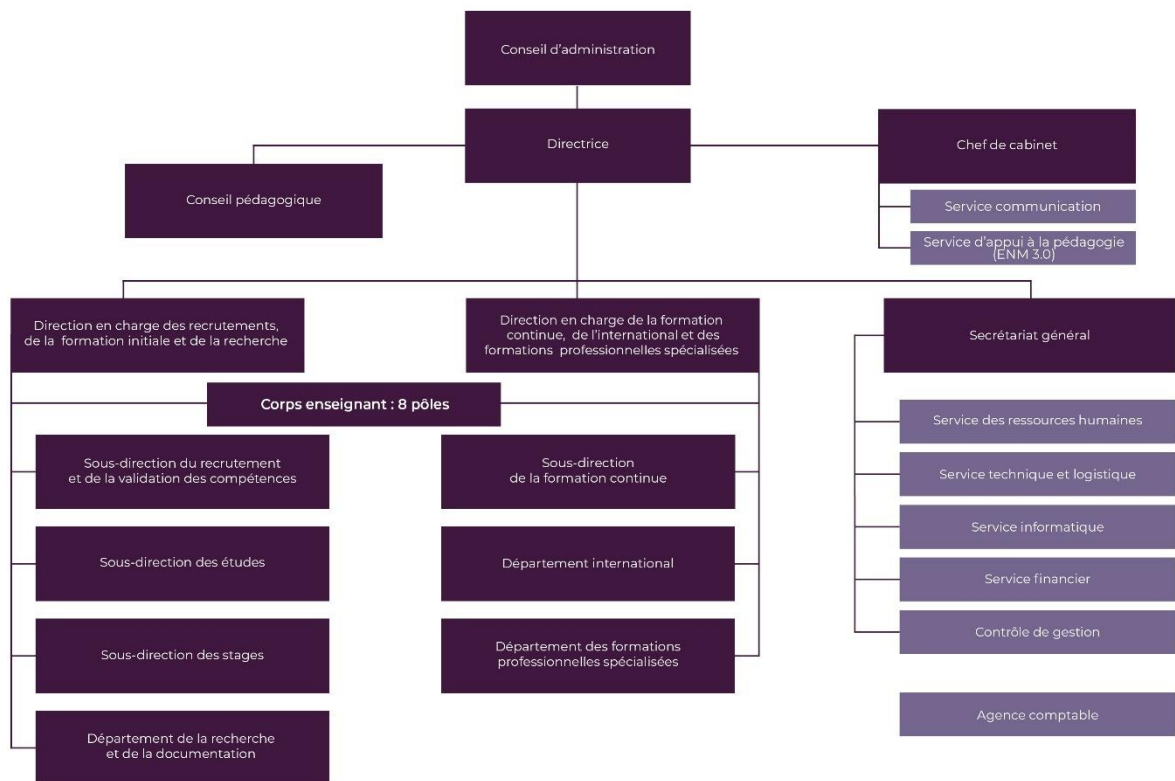 Conseil d'administration
Directrice
Chef de cabinet
Conseil pédagogique
Service communication
Service d'appui à la pédagogie
(ENM 3.0)
Direction en charge des recrutements,
de la formation initiale et de la recherche
Direction en charge de la formation
continue, de l'international et des
formations professionnelles spécialisées
Secrétariat général
Corps enseignant : 8 pôles
Sous-direction du recrutement
et de la validation des compétences
Sous-direction des études
Sous-direction des stages
Département de la recherche
et de la documentation
Sous-direction
de la formation continue
Département international
Département des formations
professionnelles spécialisées
Service des ressources humaines
Service technique et logistique
Service informatique
Service financier
Contrôle de gestion
Agence comptable